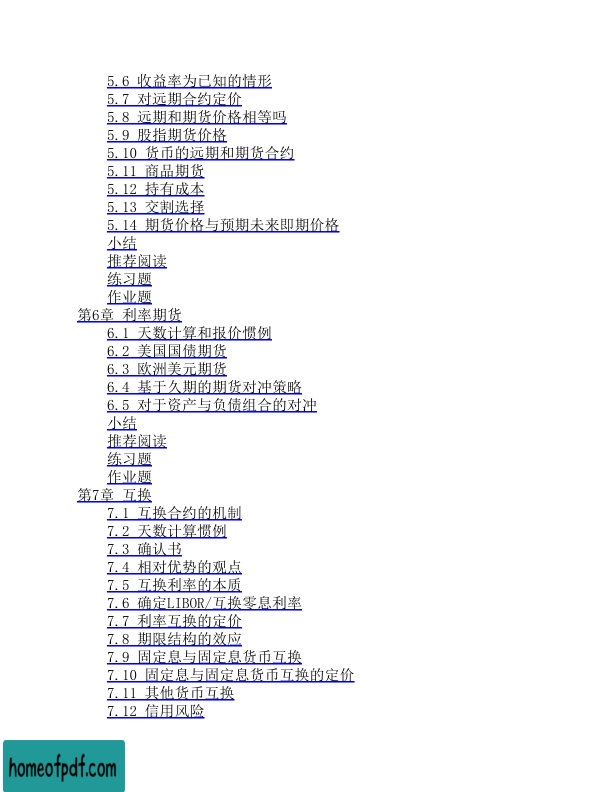 5.6 收益率为已知的情形
5.7 对远期合约定价
5.8 远期和期货价格相等吗
5.9 股指期货价格
5.10 货币的远期和期货合约
5.11 商品期货
5.12 持有成本
5.13 交割选择
5.14 期货价格与预期未来即期价格
小结
推荐阅读
练习题
作业题
第6章 利率期货
6.1 天数计算和报价惯例
6.2 美国国债期货
6.3 欧洲美元期货
6.4 基于久期的期货对冲策略
6.5 对于资产与负债组合的对冲
小结
推荐阅读
练习题
作业题
第7章 互换
7.1 互换合约的机制
7.2 天数计算惯例
7.3 确认书
7.4 相对优势的观点
7.5 互换利率的本质
7.6 确定LIBOR/互换零息利率
7.7 利率互换的定价
7.8 期限结构的效应
7.9 固定息与固定息货币互换
7.10 固定息与固定息货币互换的定价
7.11 其他货币互换
7.12 信用风险
homeofpdf.com